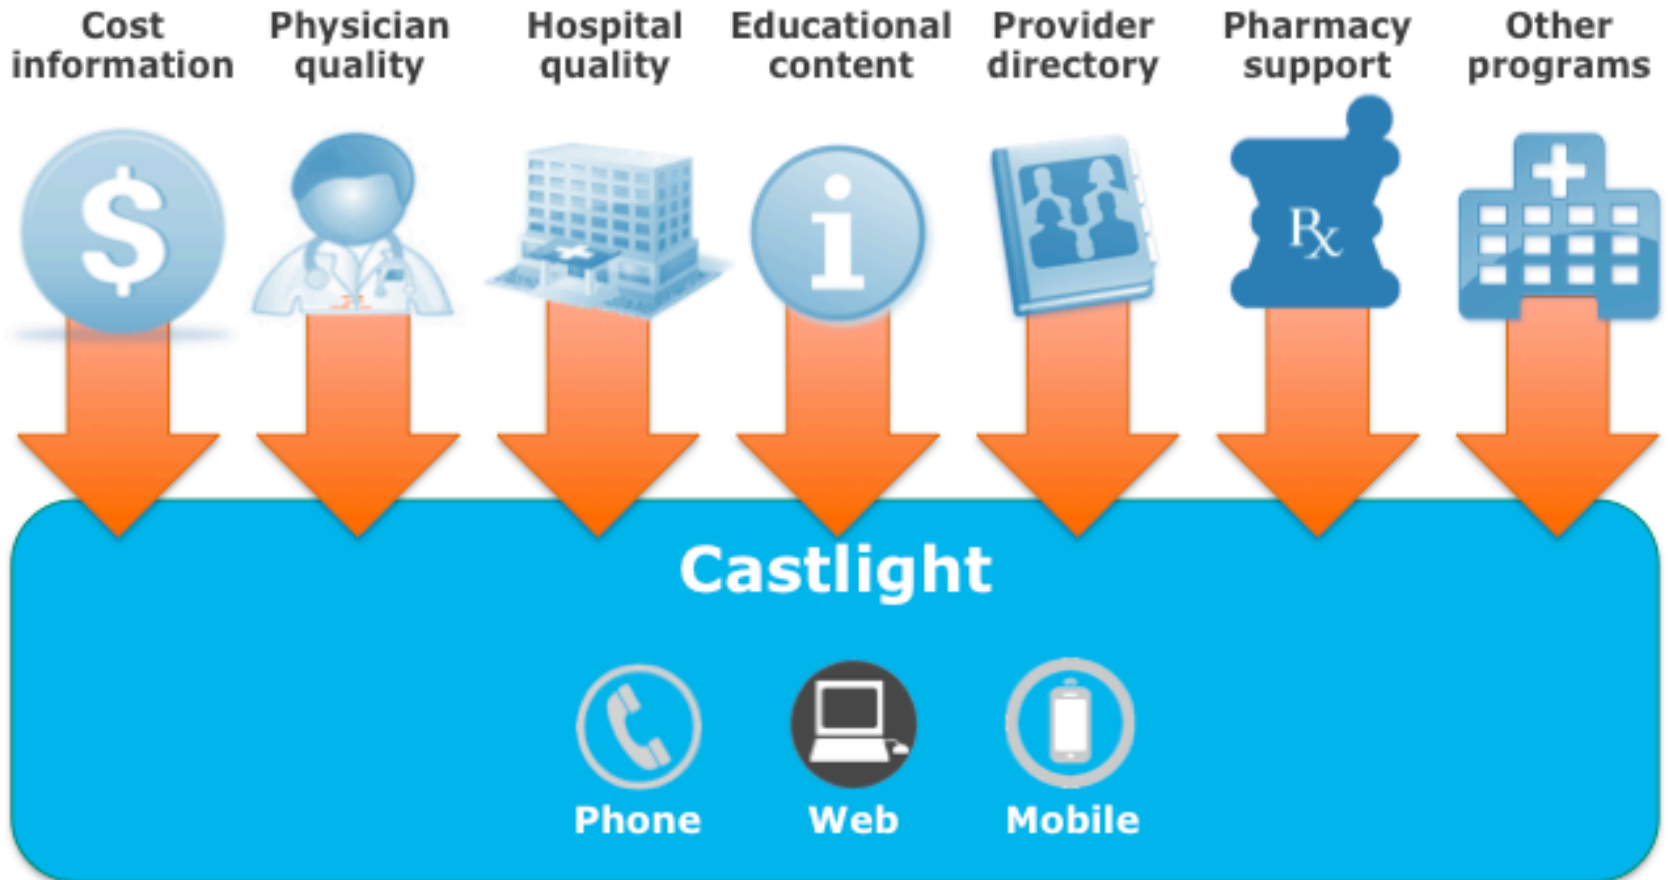 Cost
information
Physician
quality
Hospital
quality
Educational
content
Provider
directory
Pharmacy
support
Other
programs
$
i
Rx
Castlight
Phone
Web
Mobile